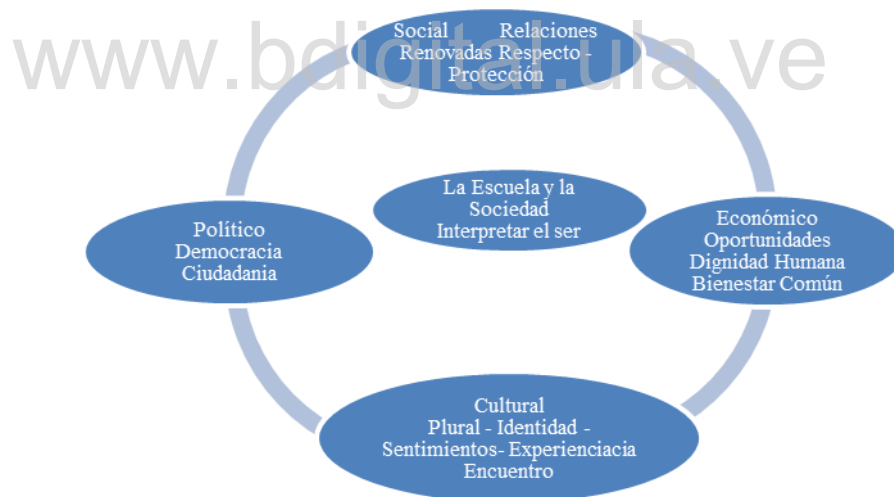 www.bdigital.ula.ve
Social Relaciones
Renovadas Respecto -
Protección
La Escuela y la
Sociedad
Interpretar el ser
Político
Democracia
Ciudadania
Económico
Oportunidades
Dignidad Humana
Bienestar Común
Cultural
Plural - Identidad -
Sentimientos- Experienciacia
Encuentro